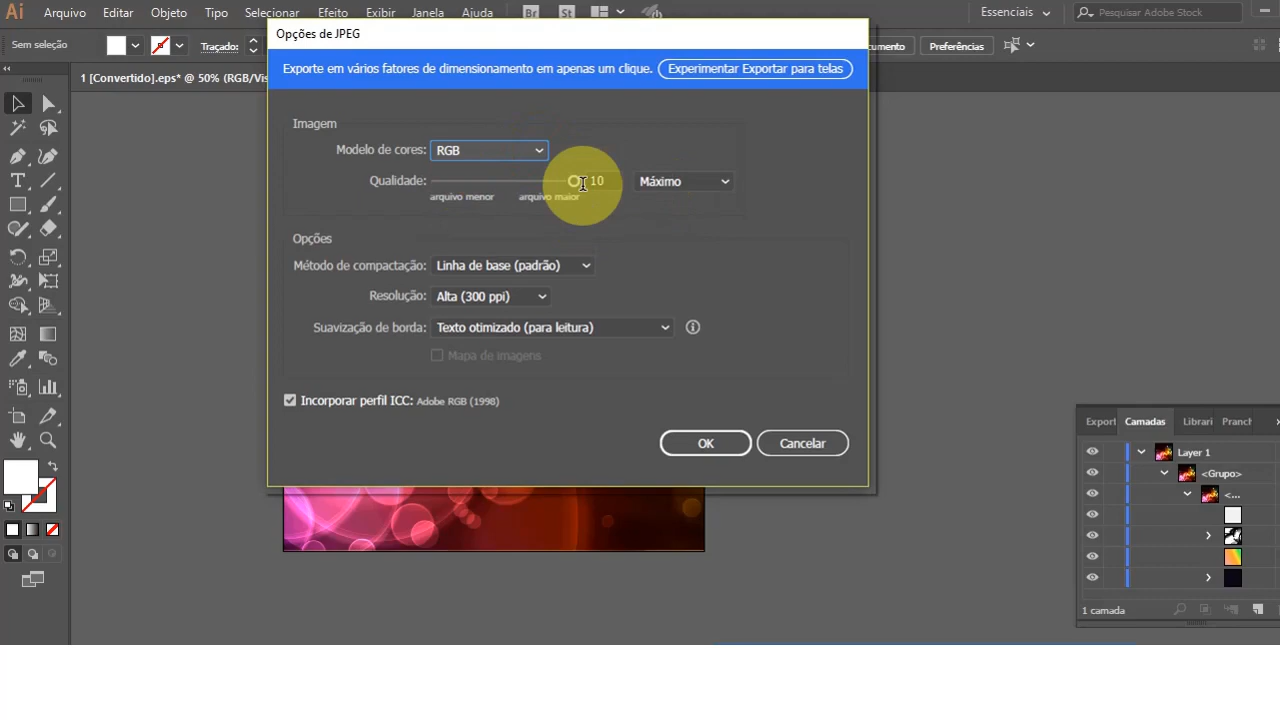 Ai Arquivo Editar Objeto Tipo Selecionar Efeito Exibir Janela Ajuda Br St Essenciais Pesquisar Adobe Stock
Opções de JPEG
Sem seleção Traçado: Preferências
Exporte em vários fatores de dimensionamento em apenas um clique. Experimentar Exportar para telas
1 [Convertido].eps* @ 50% (RGB/Vis
Imagem
Modelo de cores: RGB
Qualidade: 10 Máximo
arquivo menor arquivo maior
Opções
Método de compactação: Linha de base (padrão)
Resolução: Alta (300 ppi)
Suavização de borda: Texto otimizado (para leitura)
Mapa de imagens
Incorporar perfil ICC: Adobe RGB (1998)
OK Cancelar
Export Camadas Librari Pranch
Layer 1
<Grupo>
<...
1 camada